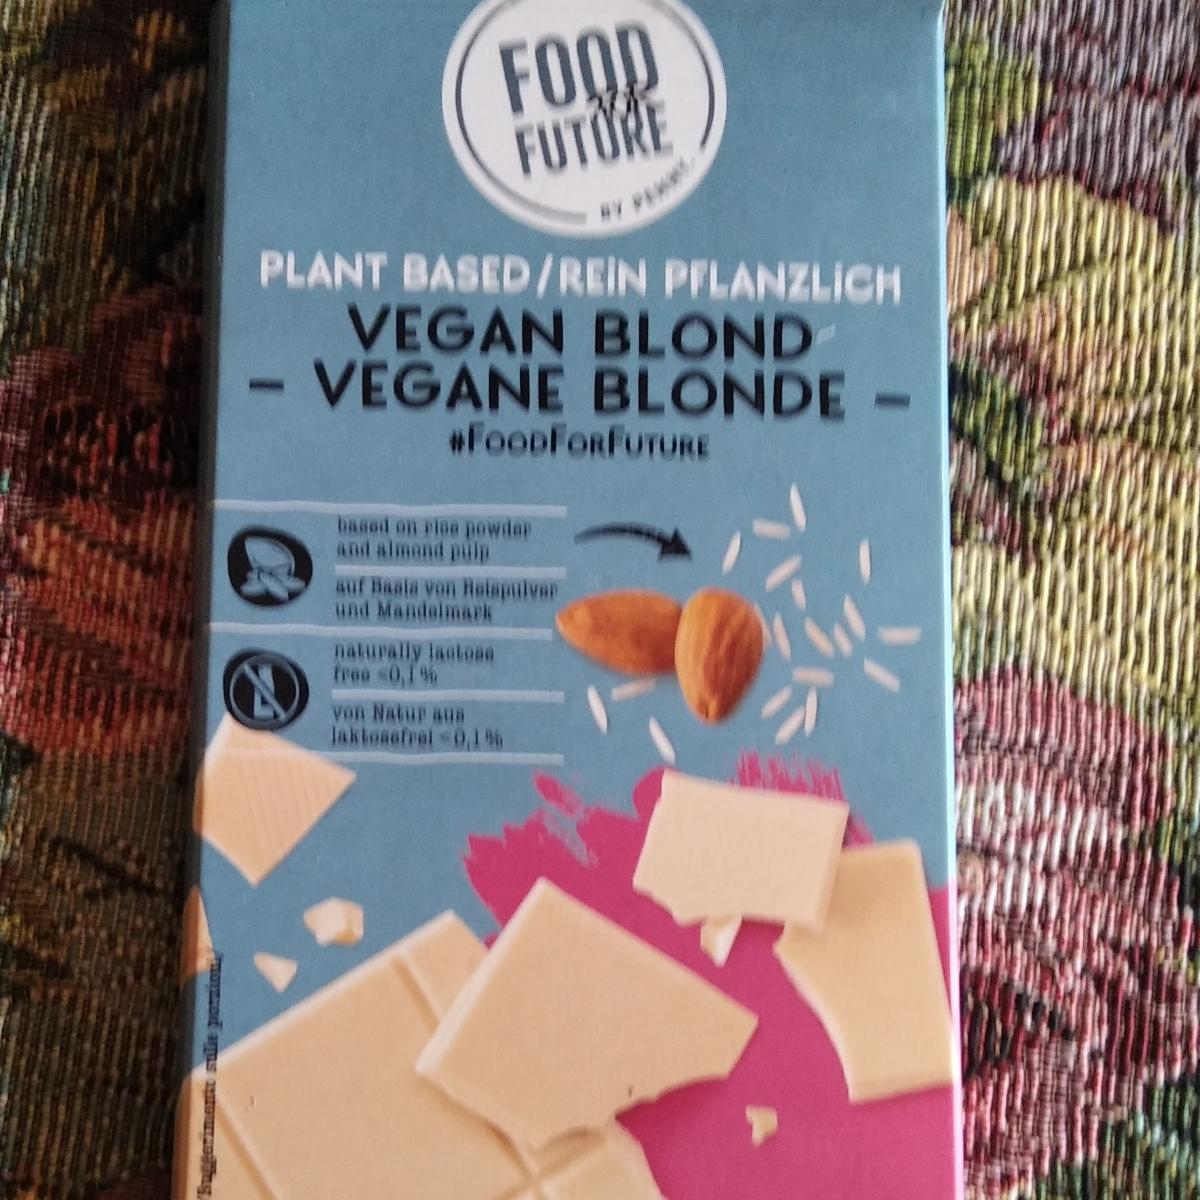 FOOD
FOR
FUTURE
BY PENNY.
PLANT BASED/REiN PFLANZLiCH
VEGAN BLOND
– VEGANE BLONDE –
#FOODFORFUTURE
based on rice powder
and almond pulp
auf Basis von Reispulver
und Mandelmark
naturally lactose
free <0,1%
von Natur aus
laktosefrei <0,1%